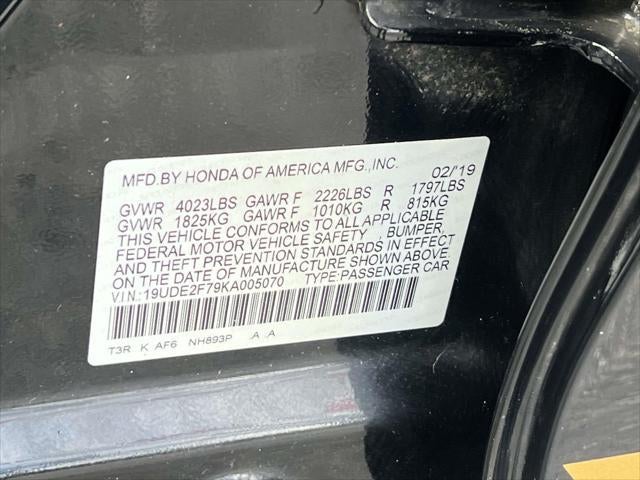 MFD.BY HONDA OF AMERICA MFG.,INC. 02/'19
GVWR 4023LBS GAWR F 2226LBS R 1797LBS
GVWR 1825KG GAWR F 1010KG R 815KG
THIS VEHICLE CONFORMS TO ALL APPLICABLE
FEDERAL MOTOR VEHICLE SAFETY , BUMPER,
AND THEFT PREVENTION STANDARDS IN EFFECT
ON THE DATE OF MANUFACTURE SHOWN ABOVE.
V.I.N:19UDE2F79KA005070 TYPE:PASSENGER CAR
T3R K AF6 NH893P A A